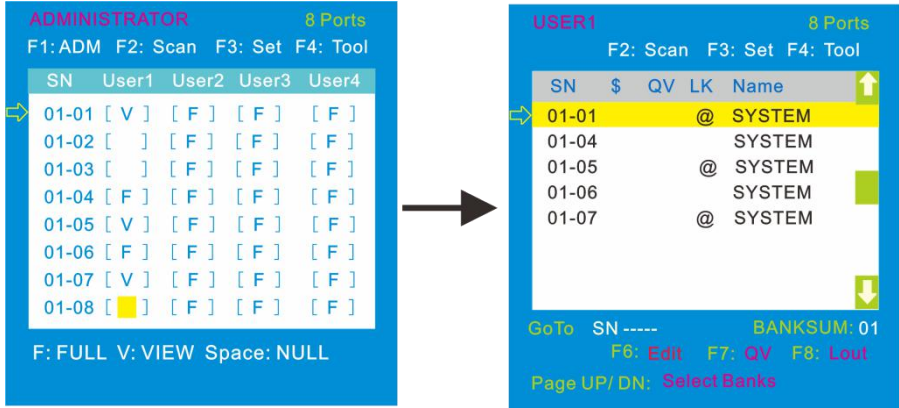 ADMINISTRATOR 8 Ports
F1: ADM F2: Scan F3: Set F4: Tool
SN User1 User2 User3 User4
01-01 [ V ] [ F ] [ F ] [ F ]
01-02 [ ] [ F ] [ F ] [ F ]
01-03 [ ] [ F ] [ F ] [ F ]
01-04 [ F ] [ F ] [ F ] [ F ]
01-05 [ V ] [ F ] [ F ] [ F ]
01-06 [ F ] [ F ] [ F ] [ F ]
01-07 [ V ] [ F ] [ F ] [ F ]
01-08 [ ] [ F ] [ F ] [ F ]
F: FULL V: VIEW Space: NULL
USER1 8 Ports
F2: Scan F3: Set F4: Tool
SN $ QV LK Name
01-01 @ SYSTEM
01-04 SYSTEM
01-05 @ SYSTEM
01-06 SYSTEM
01-07 @ SYSTEM
GoTo SN ----- BANKSUM: 01
F6: Edit F7: QV F8: Lout
Page UP/ DN: Select Banks